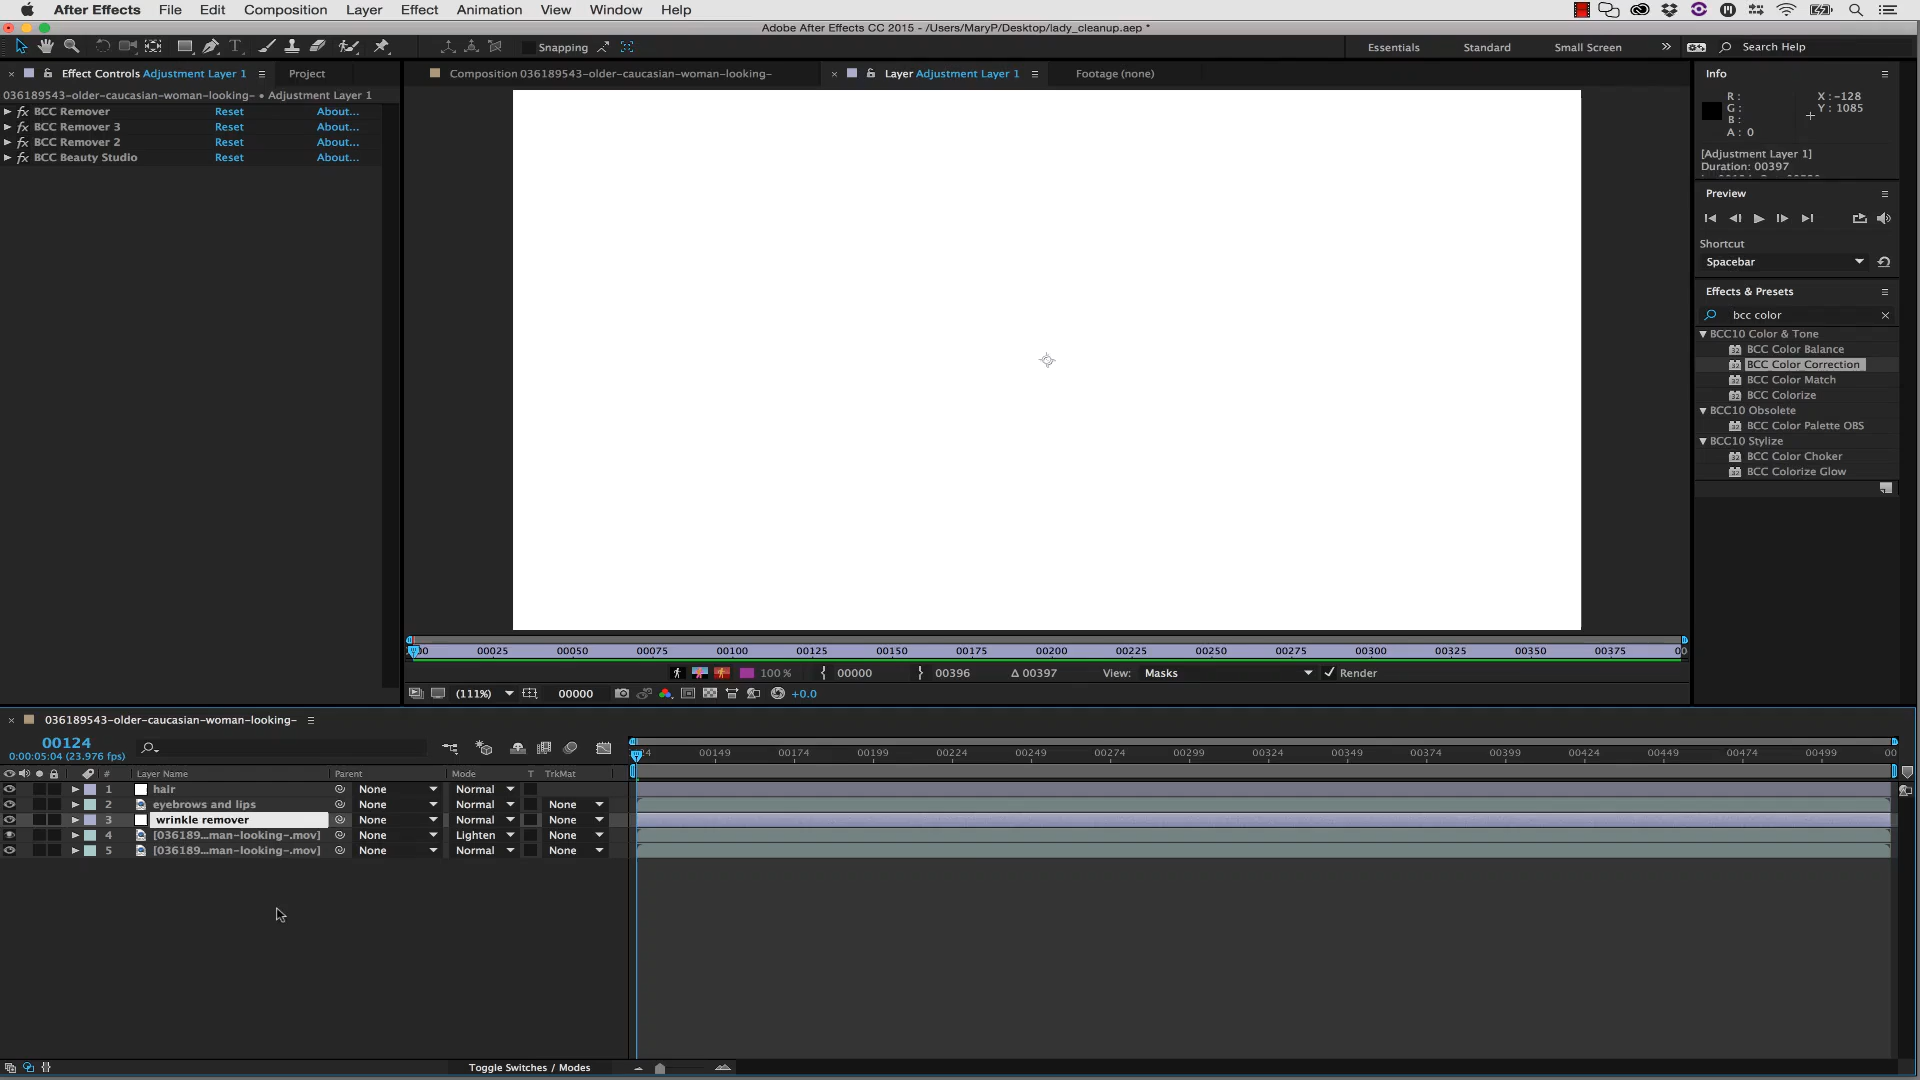 After Effects File Edit Composition Layer Effect Animation View Window Help
Adobe After Effects CC 2015 - /Users/MaryP/Desktop/lady_cleanup.aep *
Snapping Essentials Standard Small Screen Search Help
Effect Controls Adjustment Layer 1 Project Composition 036189543-older-caucasian-woman-looking- Layer Adjustment Layer 1 Footage (none) Info
036189543-older-caucasian-woman-looking- • Adjustment Layer 1
fx BCC Remover Reset About...
fx BCC Remover 3 Reset About...
fx BCC Remover 2 Reset About...
fx BCC Beauty Studio Reset About...
R : X : -128
G : Y : 1085
B :
A : 0
[Adjustment Layer 1]
Duration: 00397
Preview
Shortcut
Spacebar
Effects & Presets
bcc color
BCC10 Color & Tone
BCC Color Balance
BCC Color Correction
BCC Color Match
BCC Colorize
BCC10 Obsolete
BCC Color Palette OBS
BCC10 Stylize
BCC Color Choker
BCC Colorize Glow
00025 00050 00075 00100 00125 00150 00175 00200 00225 00250 00275 00300 00325 00350 00375
100 % 00000 00396 Δ 00397 View: Masks Render
(111%) 00000 +0.0
036189543-older-caucasian-woman-looking-
00124
0:00:05:04 (23.976 fps)
00149 00174 00199 00224 00249 00274 00299 00324 00349 00374 00399 00424 00449 00474 00499
# Layer Name Parent Mode T TrkMat
1 hair None Normal
2 eyebrows and lips None Normal None
3 wrinkle remover None Normal None
4 [036189...man-looking-.mov] None Lighten None
5 [036189...man-looking-.mov] None Normal None
Toggle Switches / Modes